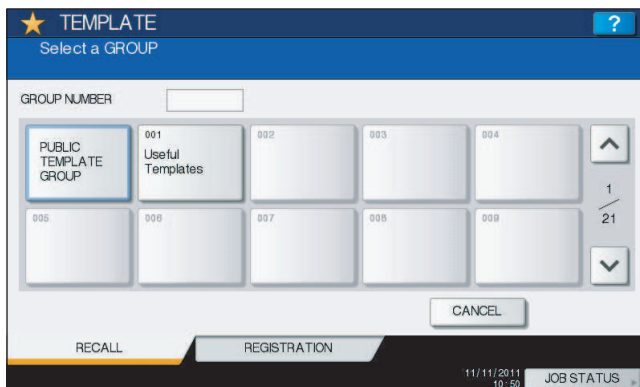 TEMPLATE
?
Select a GROUP
GROUP NUMBER
PUBLIC
TEMPLATE
GROUP
001
Useful
Templates
002
003
004
005
006
007
008
009
1
21
CANCEL
RECALL
REGISTRATION
11/11/2011
10:50
JOB STATUS